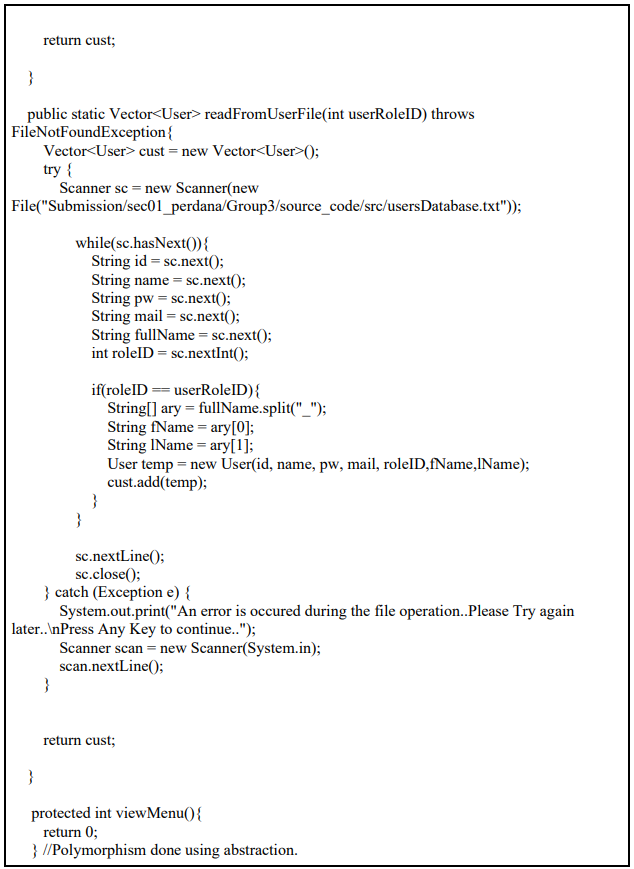 return cust;
}
public static Vector<User> readFromUserFile(int userRoleID) throws
FileNotFoundException{
Vector<User> cust = new Vector<User>();
try {
Scanner sc = new Scanner(new
File("Submission/sec01_perdana/Group3/source_code/src/usersDatabase.txt"));
while(sc.hasNext()){
String id = sc.next();
String name = sc.next();
String pw = sc.next();
String mail = sc.next();
String fullName = sc.next();
int roleID = sc.nextInt();
if(roleID == userRoleID){
String[] ary = fullName.split("_");
String fName = ary[0];
String lName = ary[1];
User temp = new User(id, name, pw, mail, roleID,fName,lName);
cust.add(temp);
}
}
sc.nextLine();
sc.close();
} catch (Exception e) {
System.out.print("An error is occured during the file operation..Please Try again
later..\nPress Any Key to continue..");
Scanner scan = new Scanner(System.in);
scan.nextLine();
}
return cust;
}
protected int viewMenu(){
return 0;
} //Polymorphism done using abstraction.